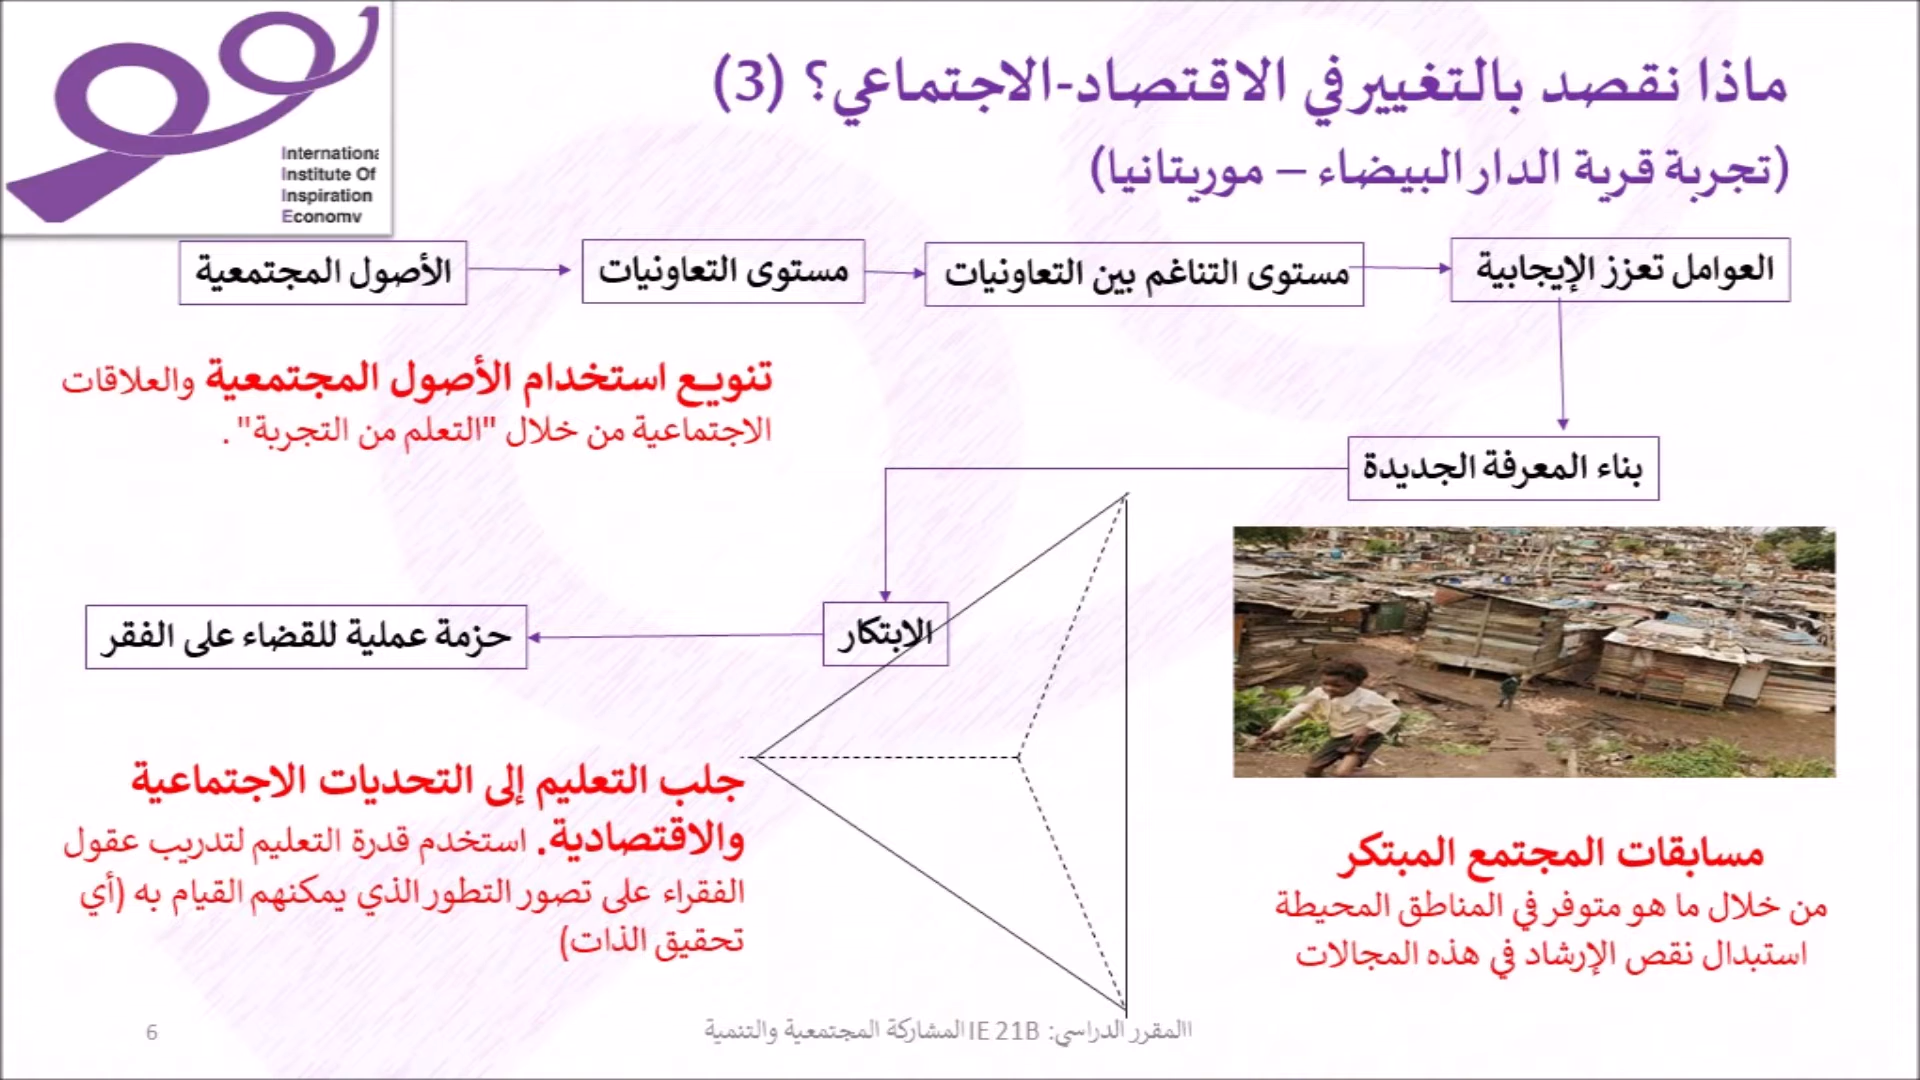 International
Institute Of
Inspiration
Economy
ماذا نقصد بالتغيير في الاقتصاد-الاجتماعي؟ (3)
(تجربة قرية الدار البيضاء – موريتانيا)
الأصول المجتمعية
مستوى التعاونيات
مستوى التناغم بين التعاونيات
العوامل تعزز الإيجابية
تنويع استخدام الأصول المجتمعية والعلاقات
الاجتماعية من خلال "التعلم من التجربة" .
بناء المعرفة الجديدة
الابتكار
حزمة عملية للقضاء على الفقر
جلب التعليم إلى التحديات الاجتماعية
والاقتصادية. استخدم قدرة التعليم لتدريب عقول
الفقراء على تصور التطور الذي يمكنهم القيام به (أي
تحقيق الذات)
مسابقات المجتمع المبتكر
من خلال ما هو متوفر في المناطق المحيطة
استبدال نقص الإرشاد في هذه المجالات
االمقرر الدراسي: IE 21B المشاركة المجتمعية والتنمية
6